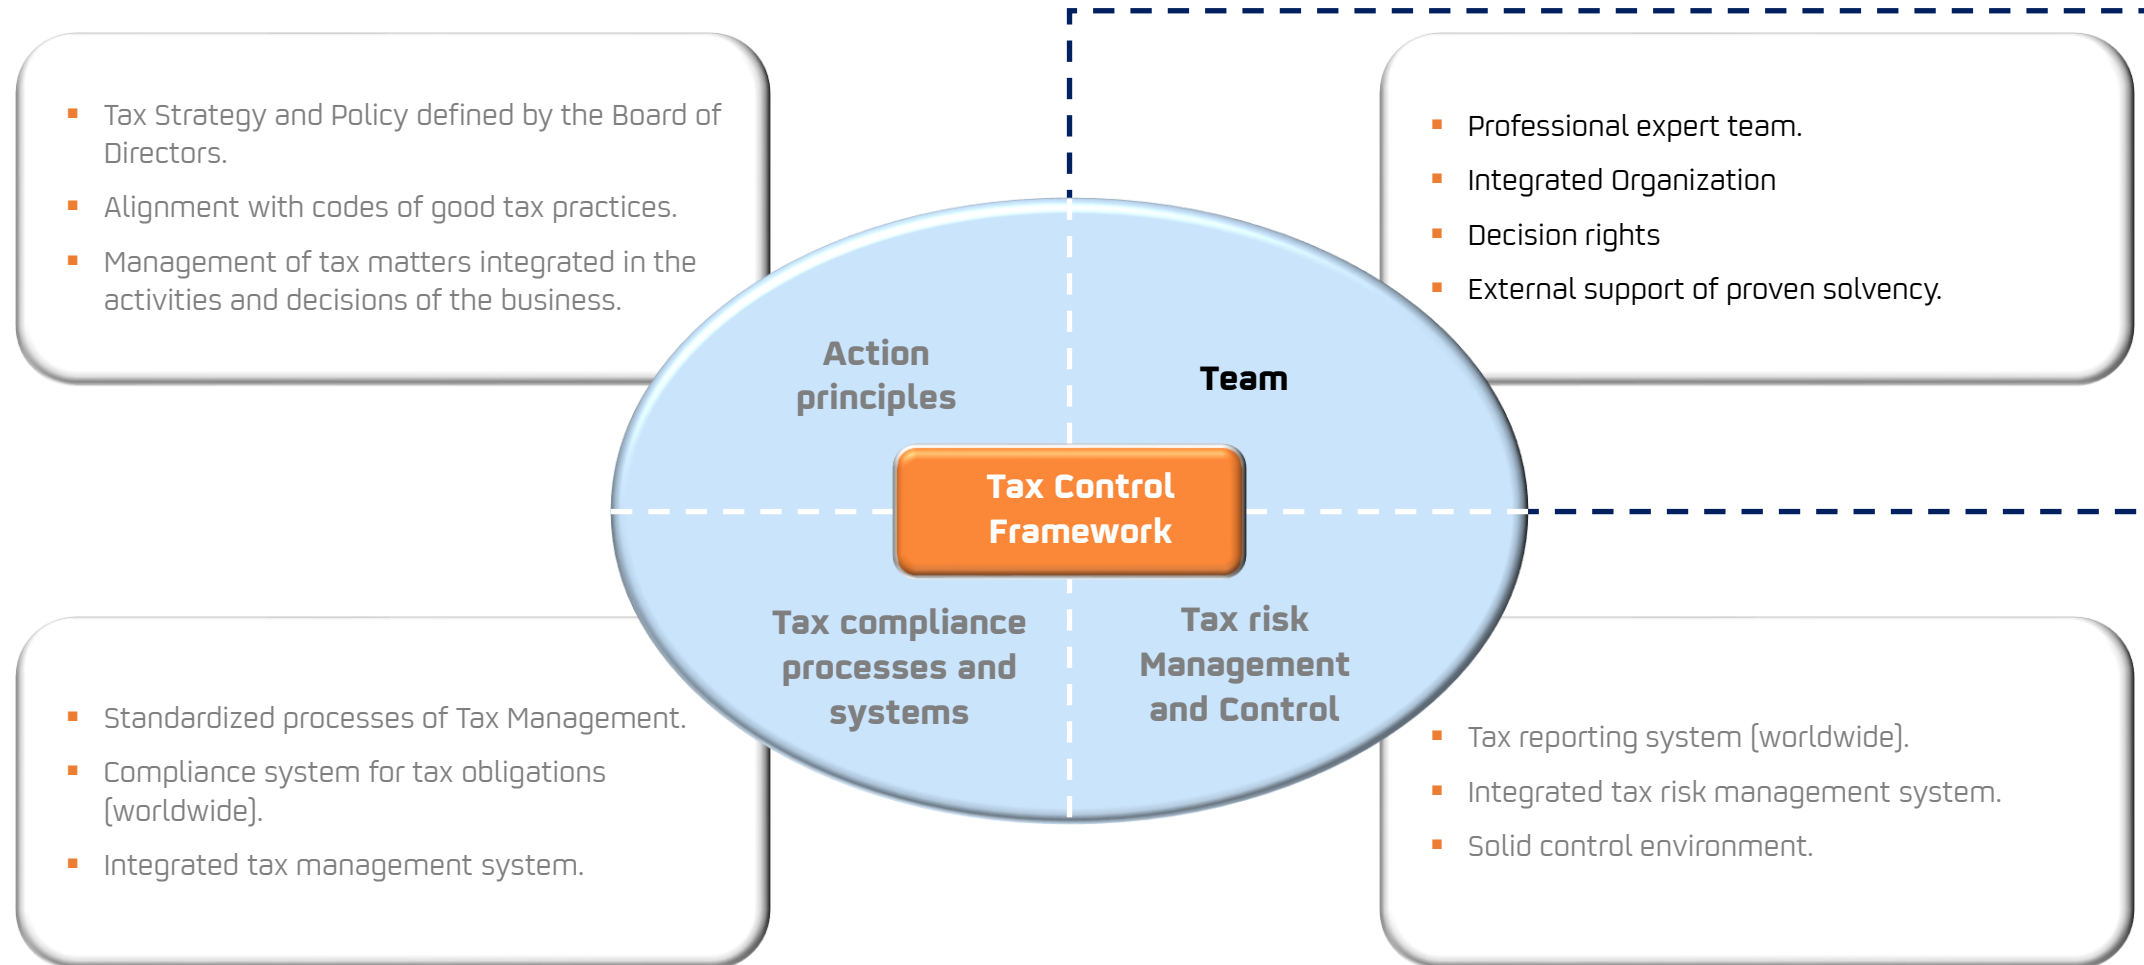 Tax Strategy and Policy defined by the Board of
Directors.
Alignment with codes of good tax practices.
Management of tax matters integrated in the
activities and decisions of the business.
Professional expert team.
Integrated Organization
Decision rights
External support of proven solvency.
Action
principles
Team
Tax Control
Framework
Tax compliance
processes and
systems
Tax risk
Management
and Control
Standardized processes of Tax Management.
Compliance system for tax obligations
(worldwide).
Integrated tax management system.
Tax reporting system (worldwide).
Integrated tax risk management system.
Solid control environment.